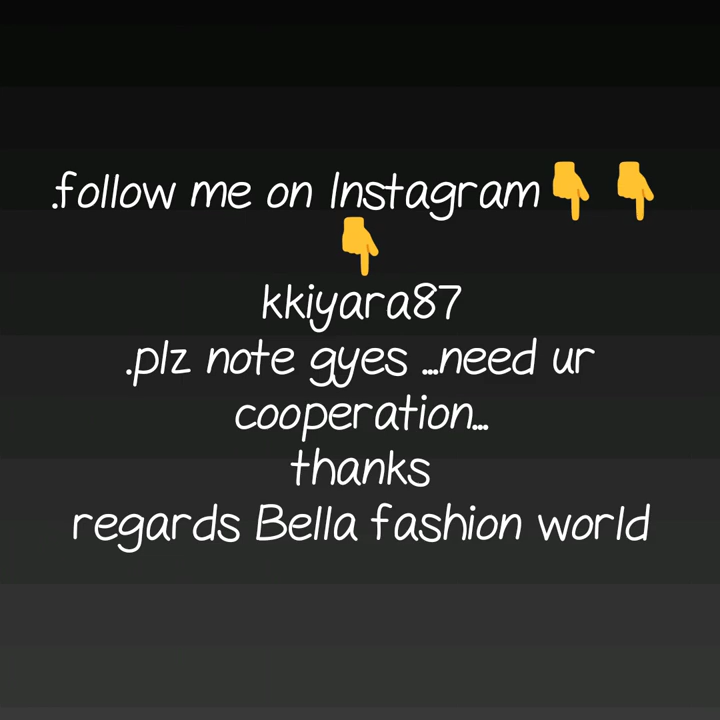 .follow me on Instagram👇 👇
👇
kkiyara87
.plz note gyes ...need ur
cooperation...
thanks
regards Bella fashion world